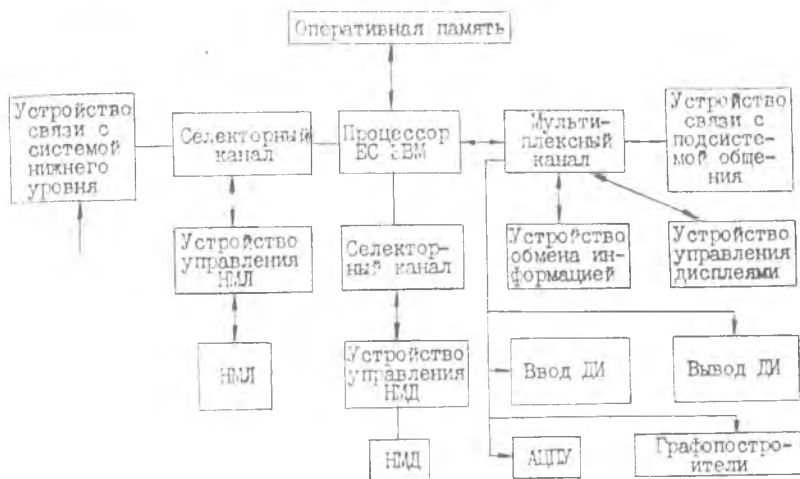 Оперативная память
Устройство
связи с
системой
нижнего
уровня
Селекторный
канал
Процессор
ЕС ЭВМ
Мульти-
плексный
канал
Устройство
связи с
подсисте-
мой обще-
ния
Устройство
управления
НМЛ
Селектор-
ный канал
Устройство
обмена ин-
формацией
Устройство
управления
дисплеями
НМЛ
Устройство
управления
НМД
Ввод ДИ
Вывод ДИ
НМД
АЦПУ
Графопостро-
ители